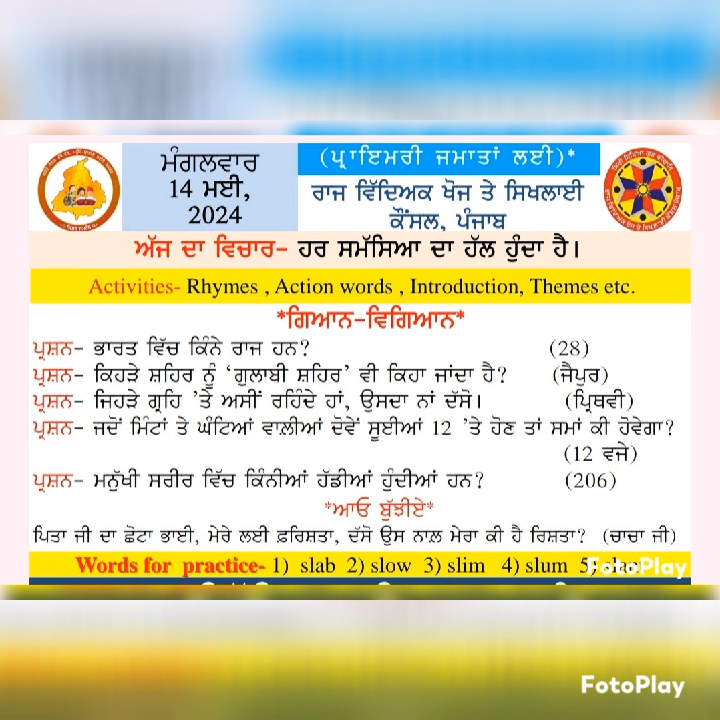 ਮੰਗਲਵਾਰ
14 ਮਈ,
2024
(ਪ੍ਰਾਇਮਰੀ ਜਮਾਤਾਂ ਲਈ)*
ਰਾਜ ਵਿੱਦਿਅਕ ਖੋਜ ਤੇ ਸਿਖਲਾਈ
ਕੌਂਸਲ, ਪੰਜਾਬ
ਅੱਜ ਦਾ ਵਿਚਾਰ- ਹਰ ਸਮੱਸਿਆ ਦਾ ਹੱਲ ਹੁੰਦਾ ਹੈ।
Activities- Rhymes , Action words , Introduction, Themes etc.
*ਗਿਆਨ-ਵਿਗਿਆਨ*
ਪ੍ਰਸ਼ਨ- ਭਾਰਤ ਵਿੱਚ ਕਿੰਨੇ ਰਾਜ ਹਨ? (28)
ਪ੍ਰਸ਼ਨ- ਕਿਹੜੇ ਸ਼ਹਿਰ ਨੂੰ ‘ਗੁਲਾਬੀ ਸ਼ਹਿਰ’ ਵੀ ਕਿਹਾ ਜਾਂਦਾ ਹੈ? (ਜੈਪੁਰ)
ਪ੍ਰਸ਼ਨ- ਜਿਹੜੇ ਗ੍ਰਹਿ ’ਤੇ ਅਸੀਂ ਰਹਿੰਦੇ ਹਾਂ, ਉਸਦਾ ਨਾਂ ਦੱਸੋ। (ਪ੍ਰਿਥਵੀ)
ਪ੍ਰਸ਼ਨ- ਜਦੋਂ ਮਿੰਟਾਂ ਤੇ ਘੰਟਿਆਂ ਵਾਲ਼ੀਆਂ ਦੋਵੇਂ ਸੂਈਆਂ 12 ’ਤੇ ਹੋਣ ਤਾਂ ਸਮਾਂ ਕੀ ਹੋਵੇਗਾ?
(12 ਵਜੇ)
ਪ੍ਰਸ਼ਨ- ਮਨੁੱਖੀ ਸਰੀਰ ਵਿੱਚ ਕਿੰਨੀਆਂ ਹੱਡੀਆਂ ਹੁੰਦੀਆਂ ਹਨ? (206)
*ਆਓ ਬੁੱਝੀਏ*
ਪਿਤਾ ਜੀ ਦਾ ਛੋਟਾ ਭਾਈ, ਮੇਰੇ ਲਈ ਫ਼ਰਿਸ਼ਤਾ, ਦੱਸੋ ਉਸ ਨਾਲ਼ ਮੇਰਾ ਕੀ ਹੈ ਰਿਸ਼ਤਾ? (ਚਾਚਾ ਜੀ)
Words for practice- 1) slab 2) slow 3) slim 4) slum 5)
FotoPlay
FotoPlay